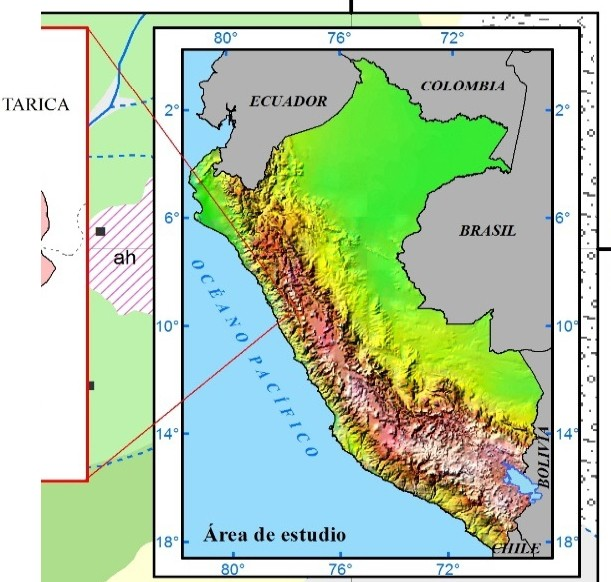 80° 76° 72°
TARICA
ECUADOR
COLOMBIA
2° 2°
6° 6°
BRASIL
ah
OCÉANO PACÍFICO
10° 10°
14° 14°
BOLIVIA
Área de estudio
18° 18°
CHILE
80° 76° 72°